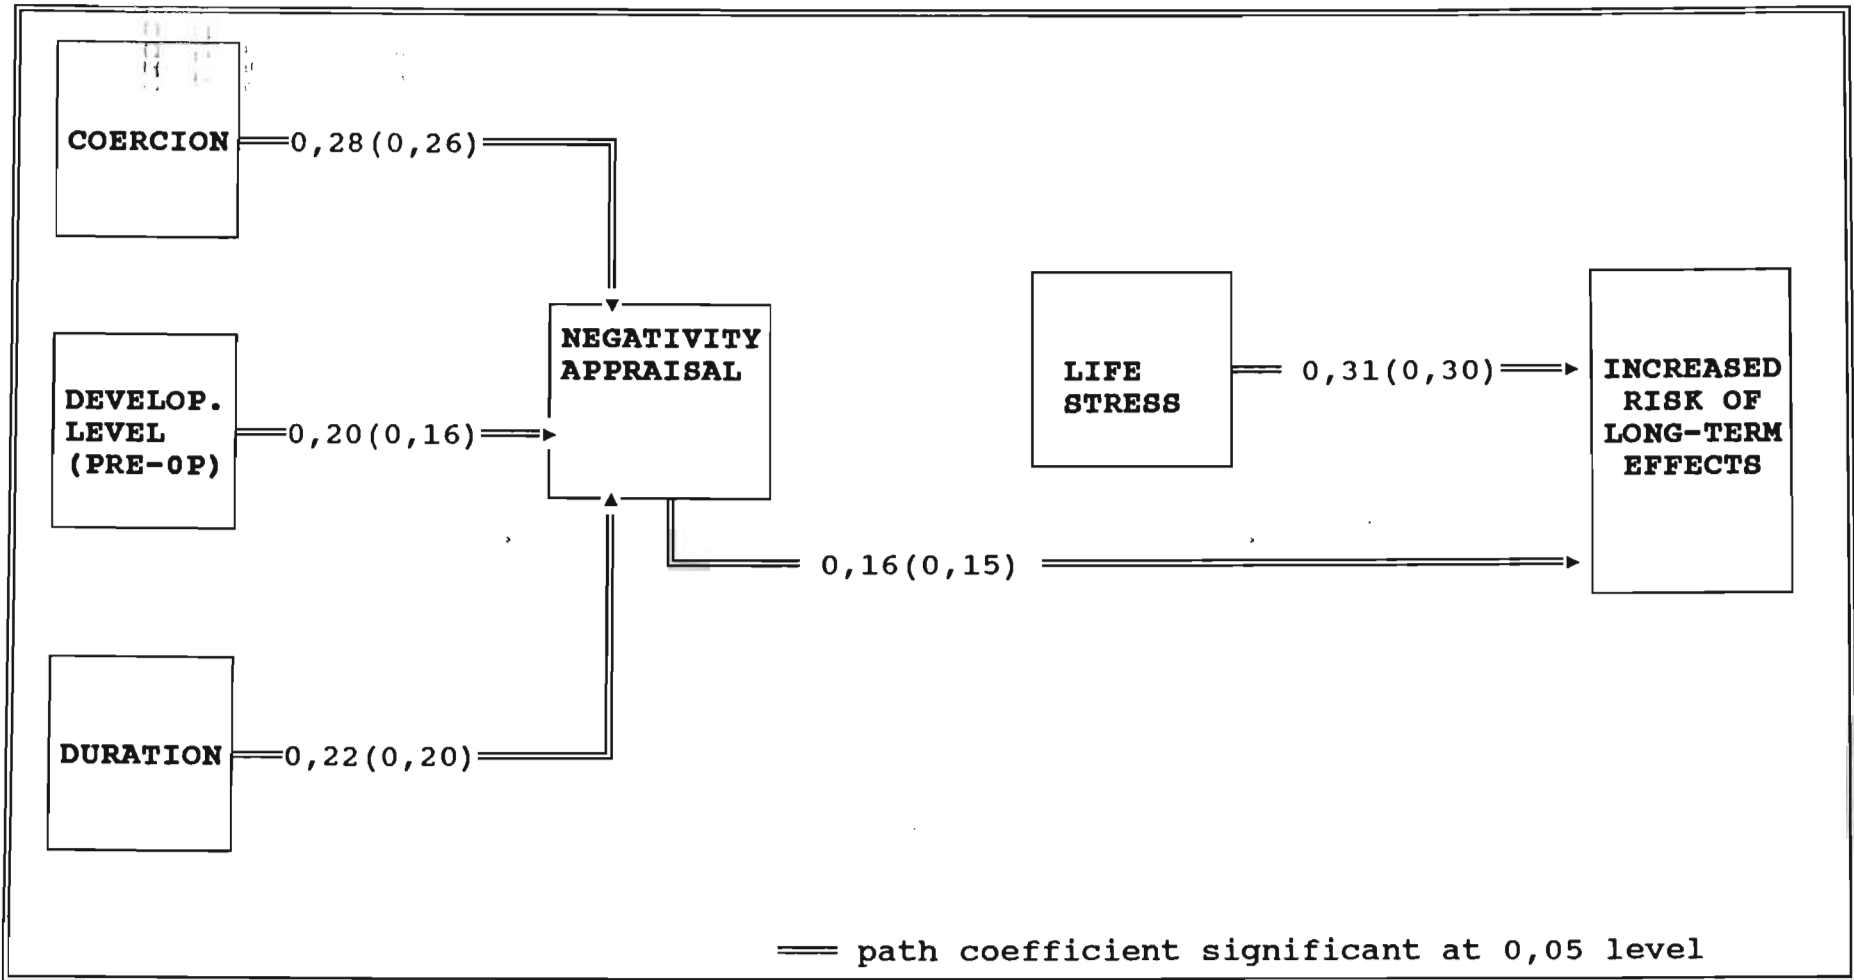 COERCION
0,28(0,26)
NEGATIVITY
APPRAISAL
DEVELOP.
LEVEL
(PRE-OP)
0,20(0,16)
LIFE
STRESS
0,31(0,30)
INCREASED
RISK OF
LONG-TERM
EFFECTS
0,16(0,15)
DURATION
0,22(0,20)
path coefficient significant at 0,05 level